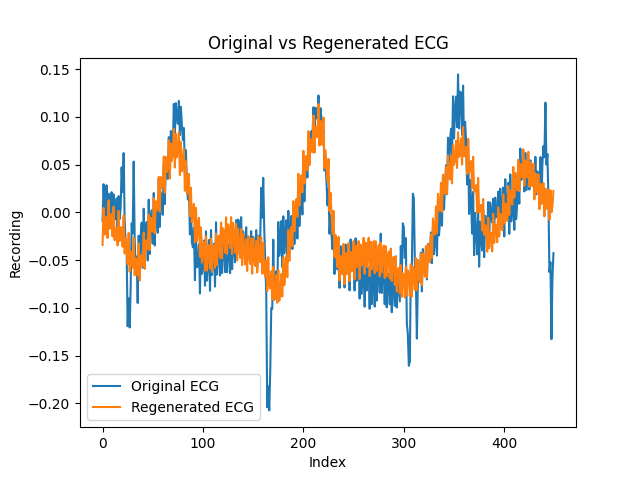 Original vs Regenerated ECG
Recording
0.15
0.10
0.05
0.00
−0.05
−0.10
−0.15
−0.20
Original ECG
Regenerated ECG
0
100
200
300
400
Index